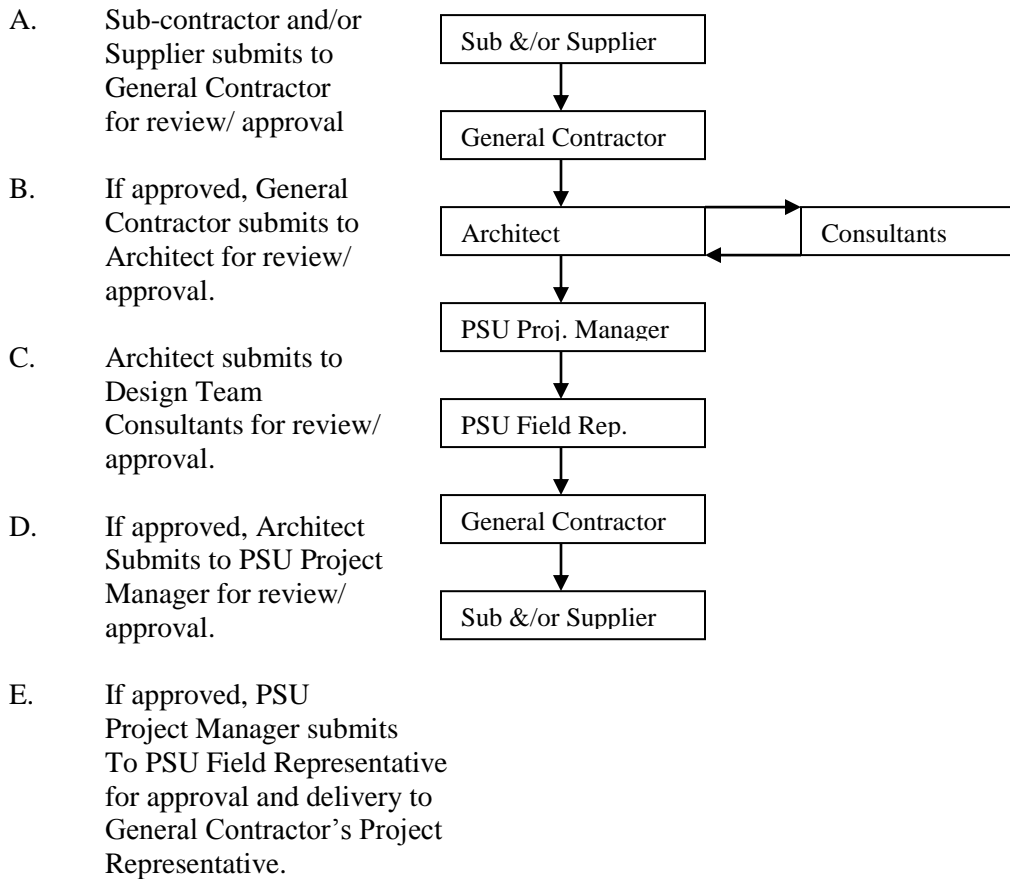 A. Sub-contractor and/or
Supplier submits to
General Contractor
for review/ approval
B. If approved, General
Contractor submits to
Architect for review/
approval.
C. Architect submits to
Design Team
Consultants for review/
approval.
D. If approved, Architect
Submits to PSU Project
Manager for review/
approval.
E. If approved, PSU
Project Manager submits
To PSU Field Representative
for approval and delivery to
General Contractor’s Project
Representative.
Sub &/or Supplier
General Contractor
Architect
Consultants
PSU Proj. Manager
PSU Field Rep.
General Contractor
Sub &/or Supplier